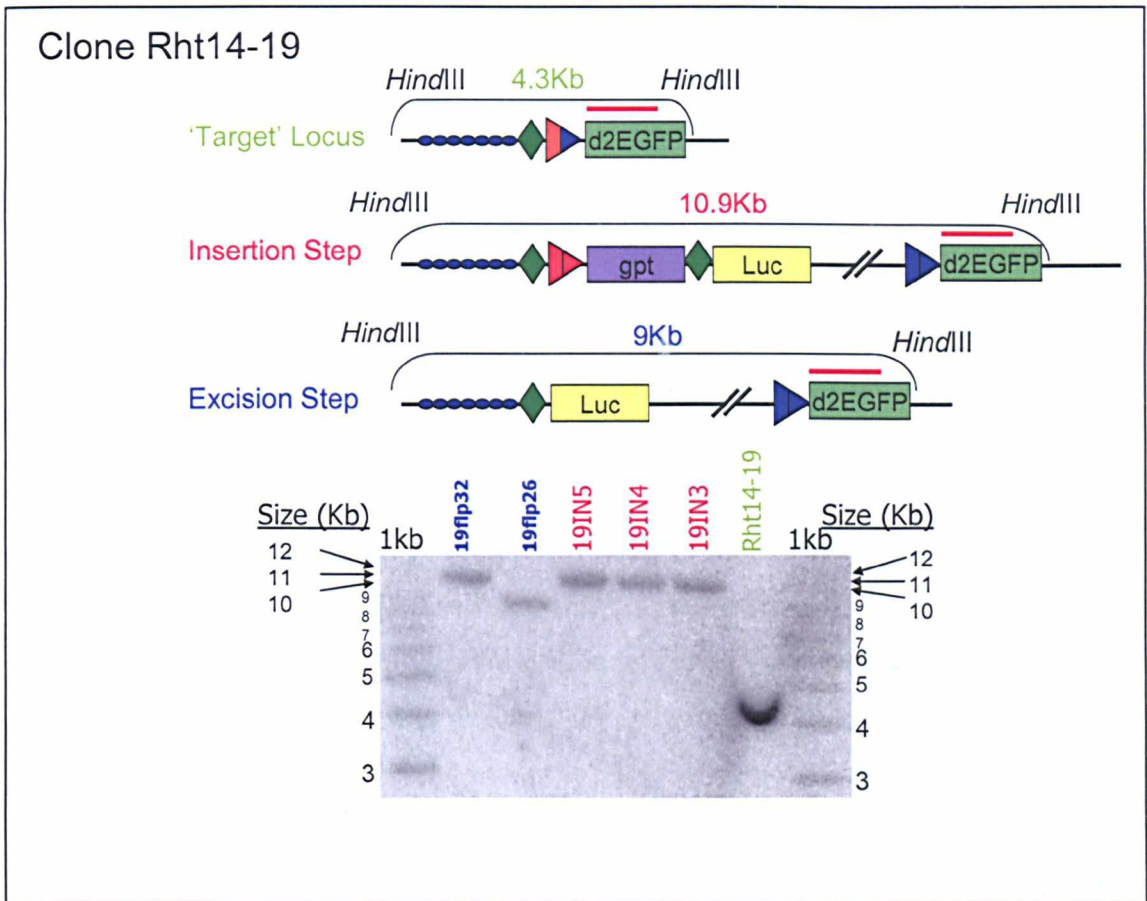 Clone Rht14-19
HindIII 4.3Kb HindIII
'Target' Locus
d2EGFP
HindIII 10.9Kb HindIII
Insertion Step
gpt Luc d2EGFP
HindIII 9Kb HindIII
Excision Step
Luc d2EGFP
Size (Kb) 1kb 19flp32 19flp26 19IN5 19IN4 19IN3 Rht14-19 1kb Size (Kb)
12 12
11 11
10 10
9 9
8 8
7 7
6 6
5 5
4 4
3 3